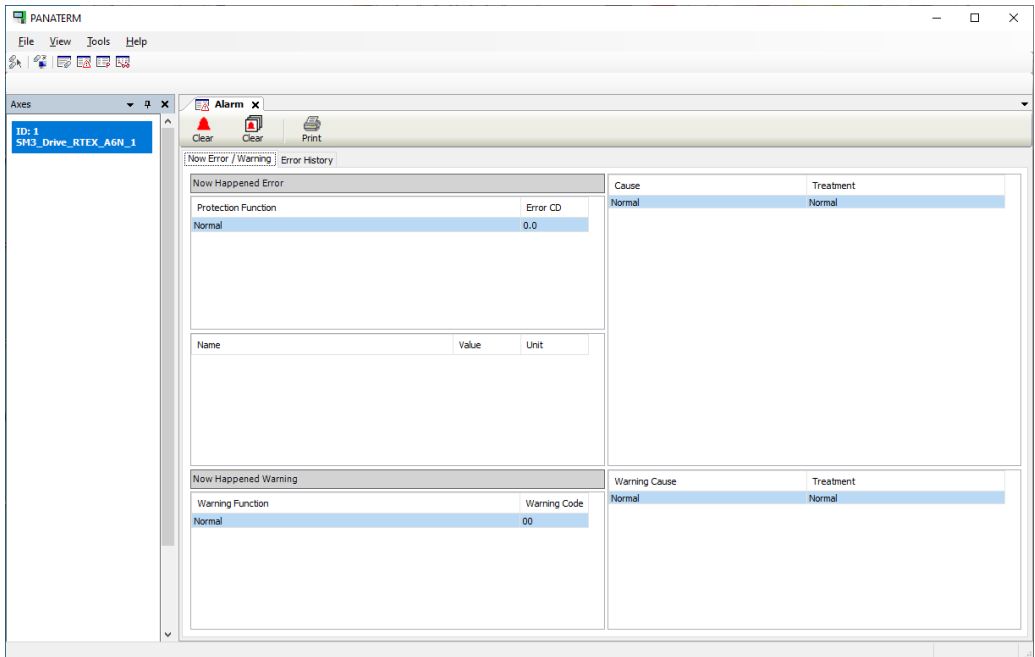 PANATERM
File View Tools Help
Axes
Alarm
ID: 1
SM3_Drive_RTEX_A6N_1
Clear Clear Print
Now Error / Warning Error History
Now Happened Error
Protection Function Error CD
Normal 0.0
Name Value Unit
Cause Treatment
Normal Normal
Now Happened Warning
Warning Function Warning Code
Normal 00
Warning Cause Treatment
Normal Normal